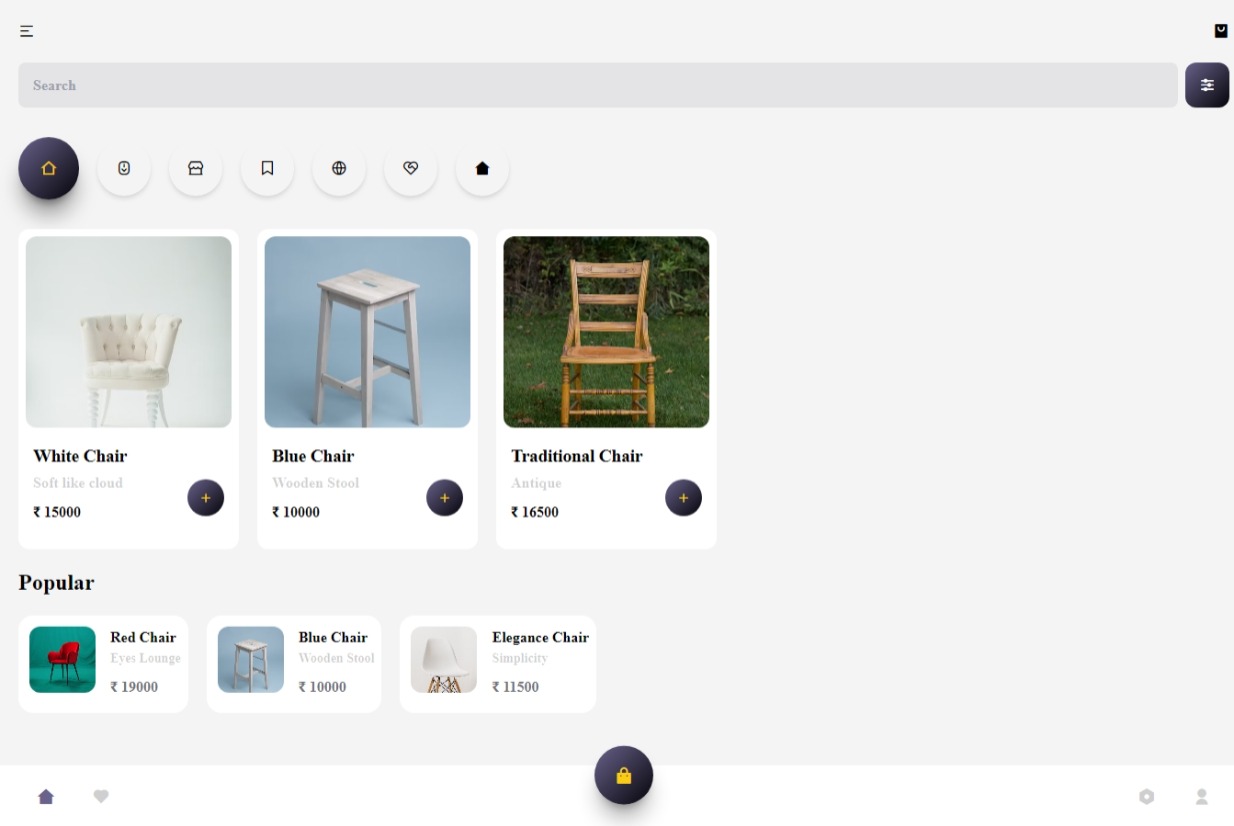 Search
White Chair
Soft like cloud
₹ 15000
Blue Chair
Wooden Stool
₹ 10000
Traditional Chair
Antique
₹ 16500
Popular
Red Chair
Eyes Lounge
₹ 19000
Blue Chair
Wooden Stool
₹ 10000
Elegance Chair
Simplicity
₹ 11500